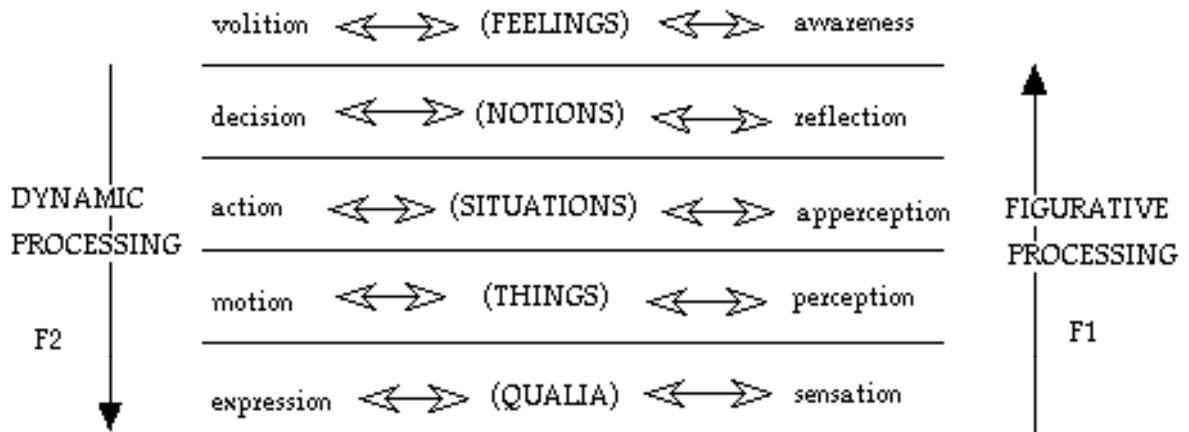 volition (FEELINGS) awareness
decision (NOTIONS) reflection
DYNAMIC
PROCESSING
action (SITUATIONS) apperception
FIGURATIVE
PROCESSING
motion (THINGS) perception
F2
F1
expression (QUALIA) sensation